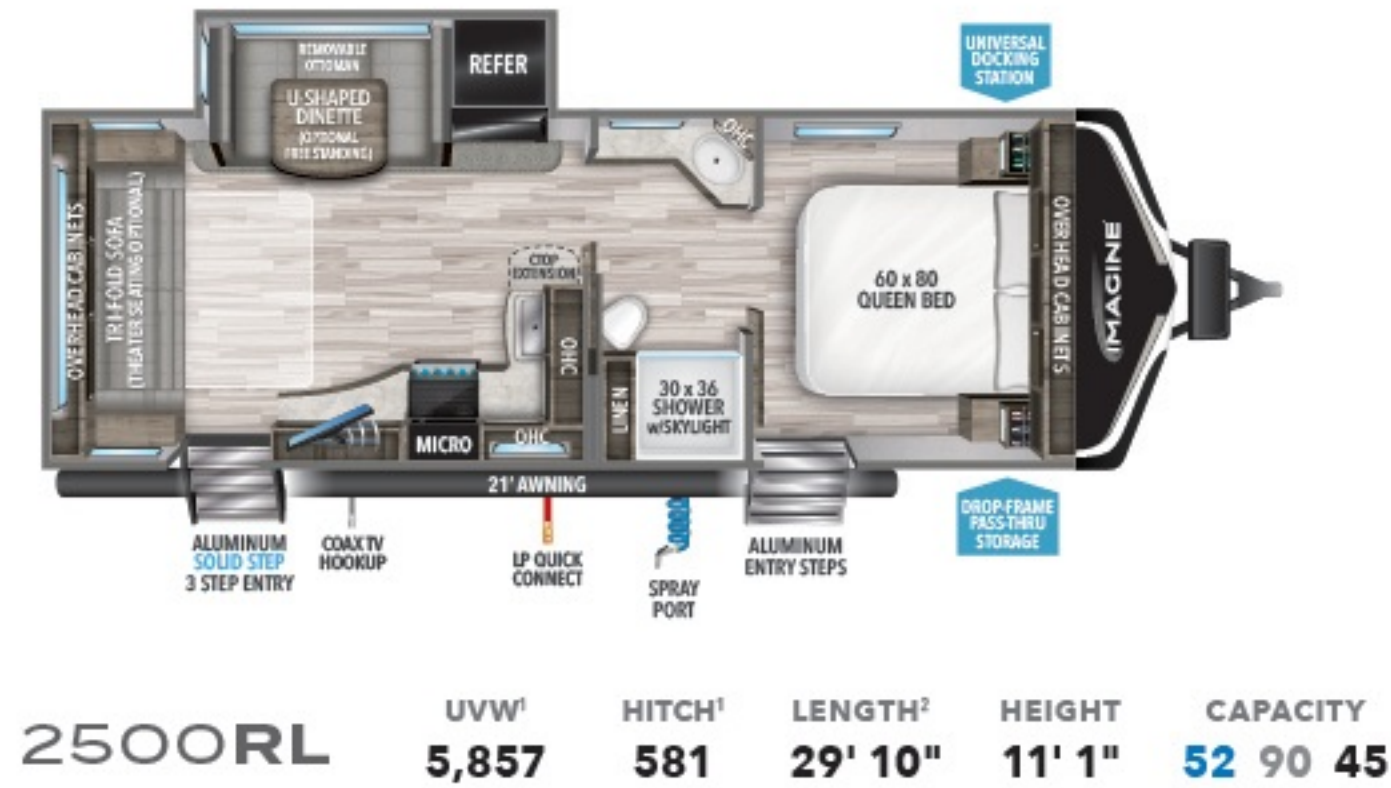 REMOVABLE
OTTOMAN
REFER
U-SHAPED
DINETTE
(OPTIONAL
FREE STANDING)
UNIVERSAL
DOCKING
STATION
OHC
OVERHEAD CABINETS
TRI-FOLD SOFA
(THEATER SEATING OPTIONAL)
CTOP
EXTENSION
OHC
60 x 80
QUEEN BED
OVERHEAD CABINETS
IMAGINE
LINEN
30 x 36
SHOWER
w/SKYLIGHT
MICRO
OHC
21' AWNING
ALUMINUM
SOLID STEP
3 STEP ENTRY
COAX TV
HOOKUP
LP QUICK
CONNECT
SPRAY
PORT
ALUMINUM
ENTRY STEPS
DROP-FRAME
PASS-THRU
STORAGE
2500RL
UVW¹ HITCH¹ LENGTH² HEIGHT CAPACITY
5,857 581 29' 10" 11' 1" 52 90 45